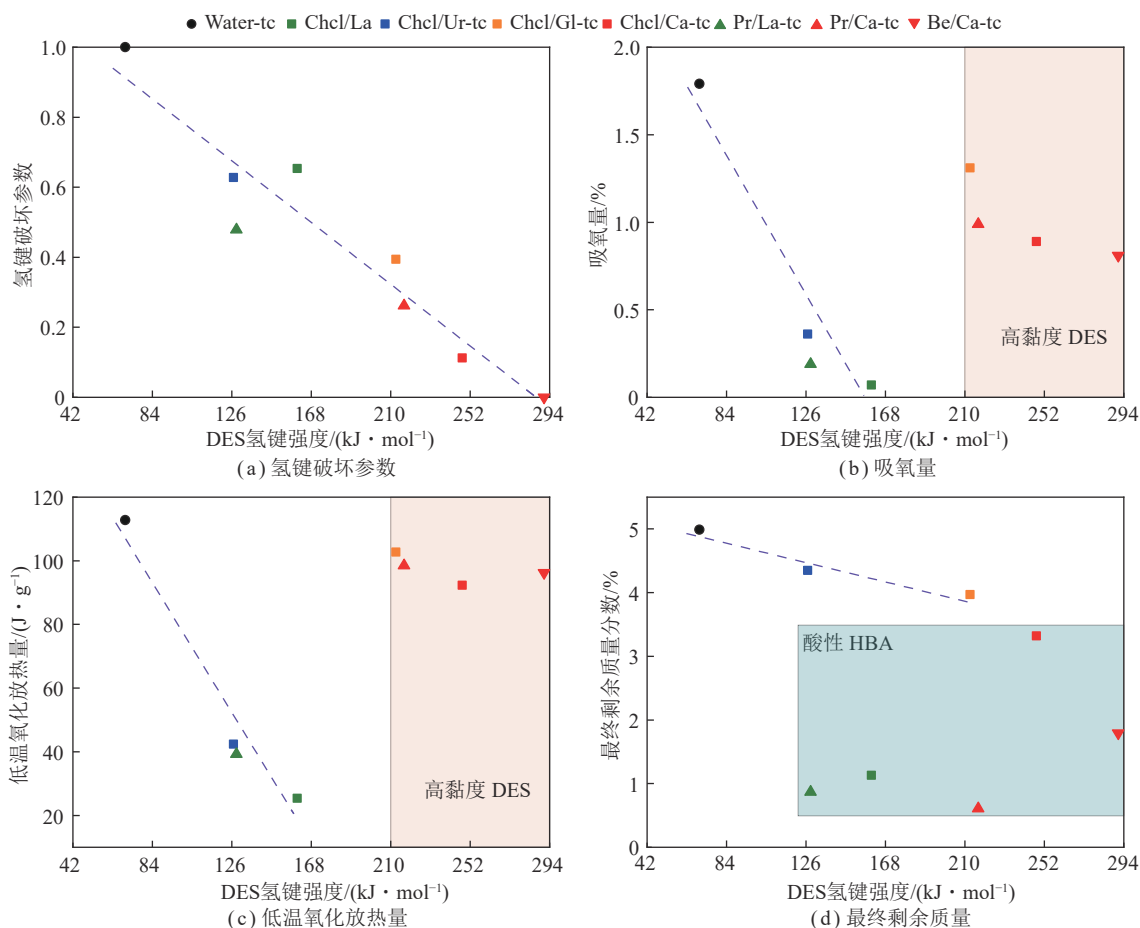 Water-tc Chcl/La Chcl/Ur-tc Chcl/Gl-tc Chcl/Ca-tc Pr/La-tc Pr/Ca-tc Be/Ca-tc
1.0
0.8
0.6
0.4
0.2
0
氢键破坏参数
42 84 126 168 210 252 294
DES氢键强度/(kJ·mol⁻¹)
(a) 氢键破坏参数
2.0
1.5
1.0
0.5
0
吸氧量/%
高黏度 DES
42 84 126 168 210 252 294
DES氢键强度/(kJ·mol⁻¹)
(b) 吸氧量
120
100
80
60
40
20
低温氧化放热量/(J·g⁻¹)
高黏度 DES
42 84 126 168 210 252 294
DES氢键强度/(kJ·mol⁻¹)
(c) 低温氧化放热量
5
4
3
2
1
0
最终剩余质量分数/%
酸性 HBA
42 84 126 168 210 252 294
DES氢键强度/(kJ·mol⁻¹)
(d) 最终剩余质量